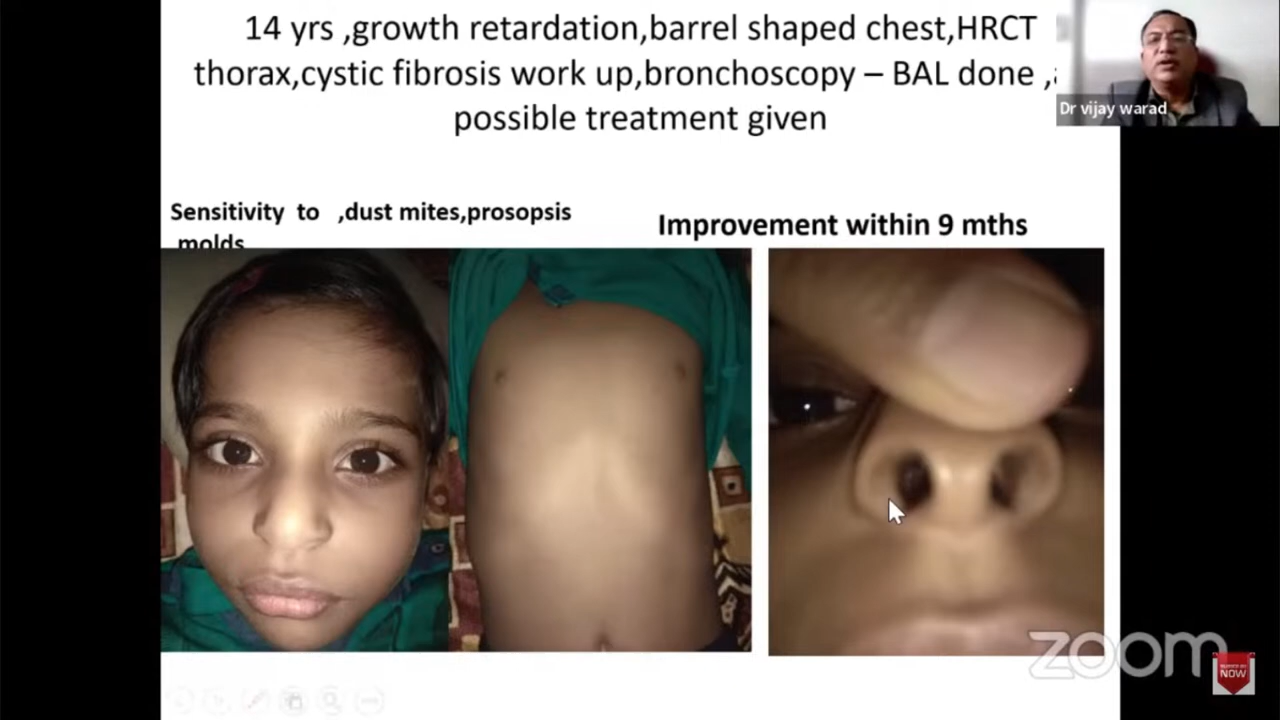 14 yrs ,growth retardation,barrel shaped chest,HRCT
thorax,cystic fibrosis work up,bronchoscopy – BAL done ,
possible treatment given
Dr vijay warad
Sensitivity to ,dust mites,prosopsis
molds
Improvement within 9 mths
zoom
NOW